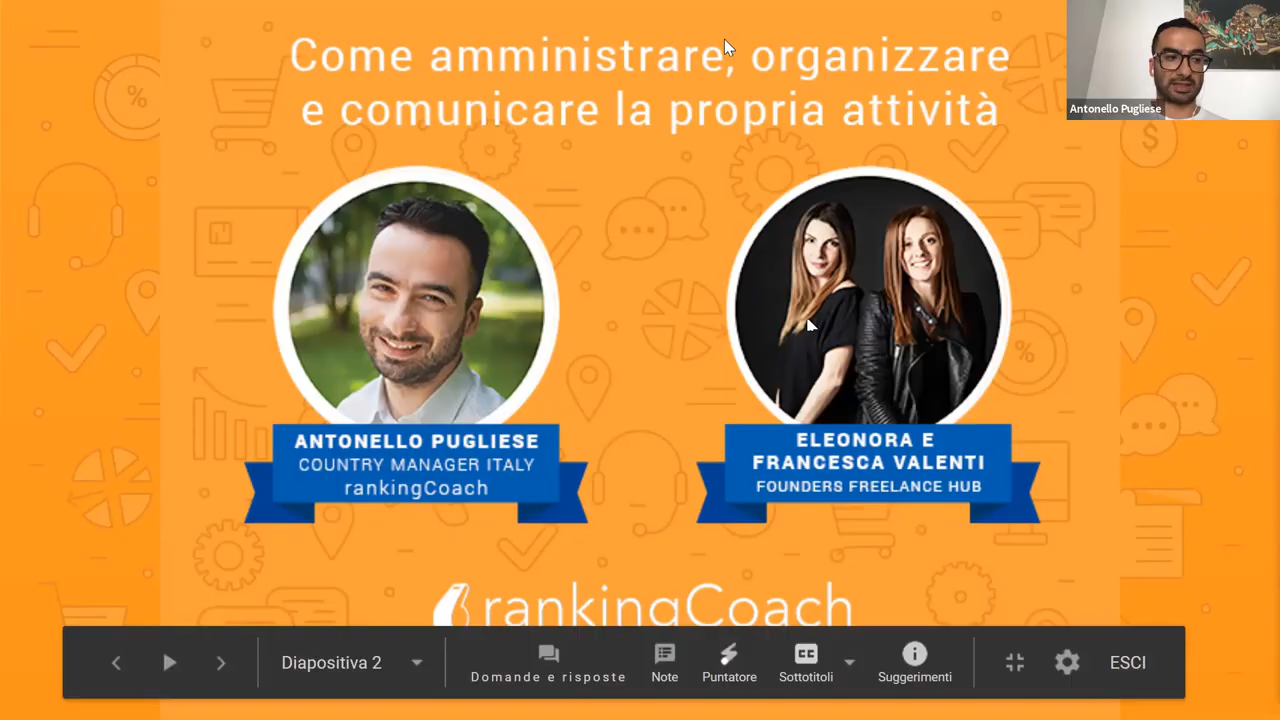 Come amministrare, organizzare
e comunicare la propria attività
Antonello Pugliese
%
$
%
ANTONELLO PUGLIESE
COUNTRY MANAGER ITALY
rankingCoach
ELEONORA E
FRANCESCA VALENTI
FOUNDERS FREELANCE HUB
rankingCoach
Diapositiva 2
Domande e risposte
Note
Puntatore
CC
Sottotitoli
Suggerimenti
ESCI